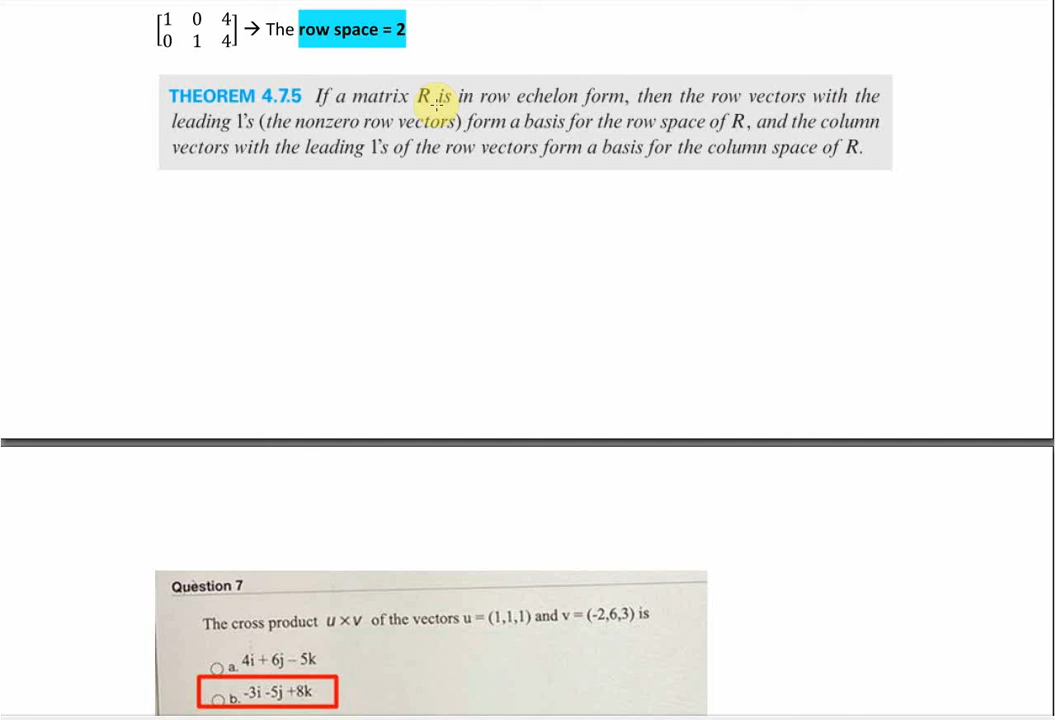 [1 0 4
0 1 4] → The row space = 2
THEOREM 4.7.5 If a matrix R is in row echelon form, then the row vectors with the
leading 1's (the nonzero row vectors) form a basis for the row space of R, and the column
vectors with the leading 1's of the row vectors form a basis for the column space of R.
Question 7
The cross product u×v of the vectors u = (1,1,1) and v = (-2,6,3) is
a. 4i + 6j – 5k
b. -3i -5j +8k